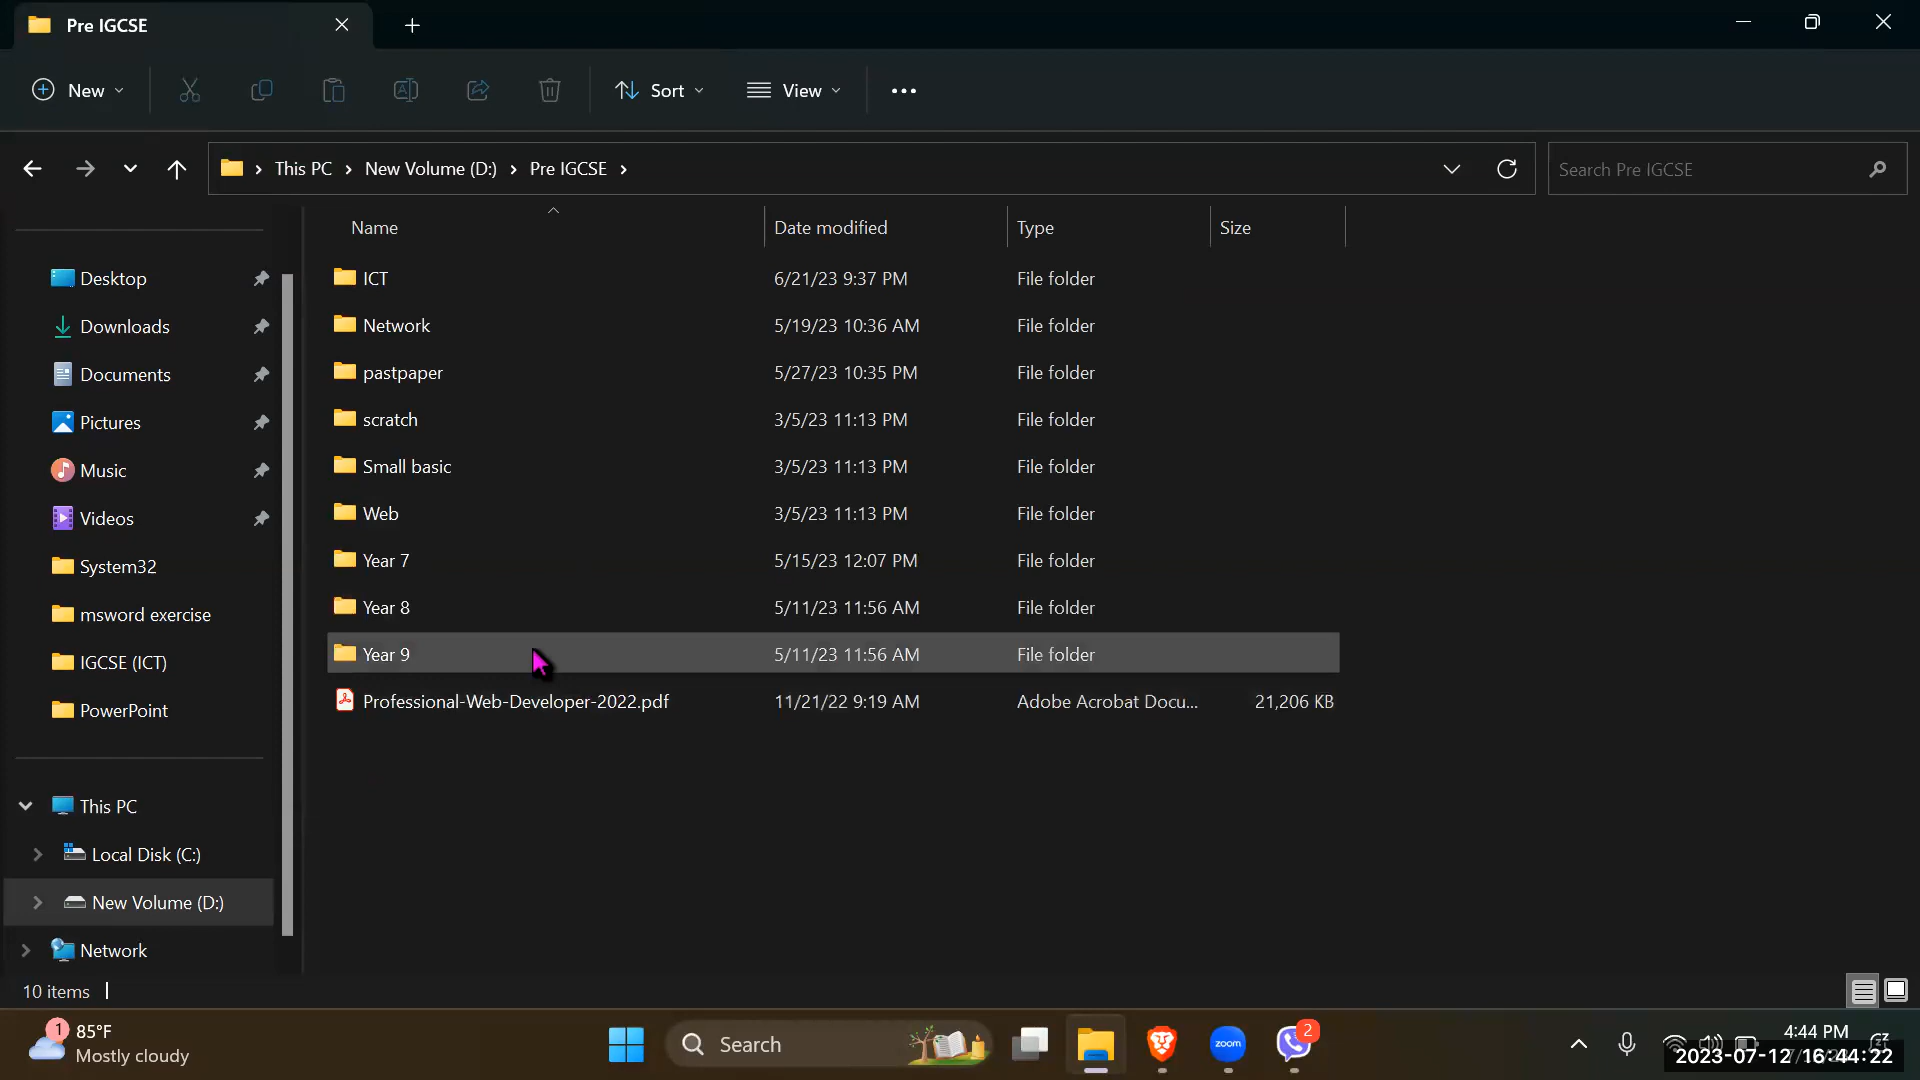 Pre IGCSE
New
Sort
View
This PC
New Volume (D:)
Pre IGCSE
Search Pre IGCSE
Name
Date modified
Type
Size
ICT 6/21/23 9:37 PM File folder
Network 5/19/23 10:36 AM File folder
pastpaper 5/27/23 10:35 PM File folder
scratch 3/5/23 11:13 PM File folder
Small basic 3/5/23 11:13 PM File folder
Web 3/5/23 11:13 PM File folder
Year 7 5/15/23 12:07 PM File folder
Year 8 5/11/23 11:56 AM File folder
Year 9 5/11/23 11:56 AM File folder
Professional-Web-Developer-2022.pdf 11/21/22 9:19 AM Adobe Acrobat Docu... 21,206 KB
Desktop
Downloads
Documents
Pictures
Music
Videos
System32
msword exercise
IGCSE (ICT)
PowerPoint
This PC
Local Disk (C:)
New Volume (D:)
Network
10 items
1
85°F
Mostly cloudy
Search
zoom
2
4:44 PM
2023-07-12 16:44:22